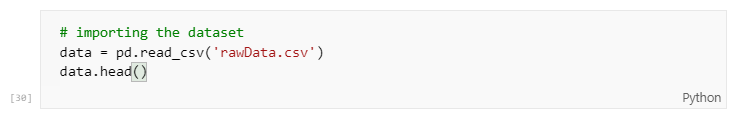 # importing the dataset
data = pd.read_csv('rawData.csv')
data.head()
[30]
Python